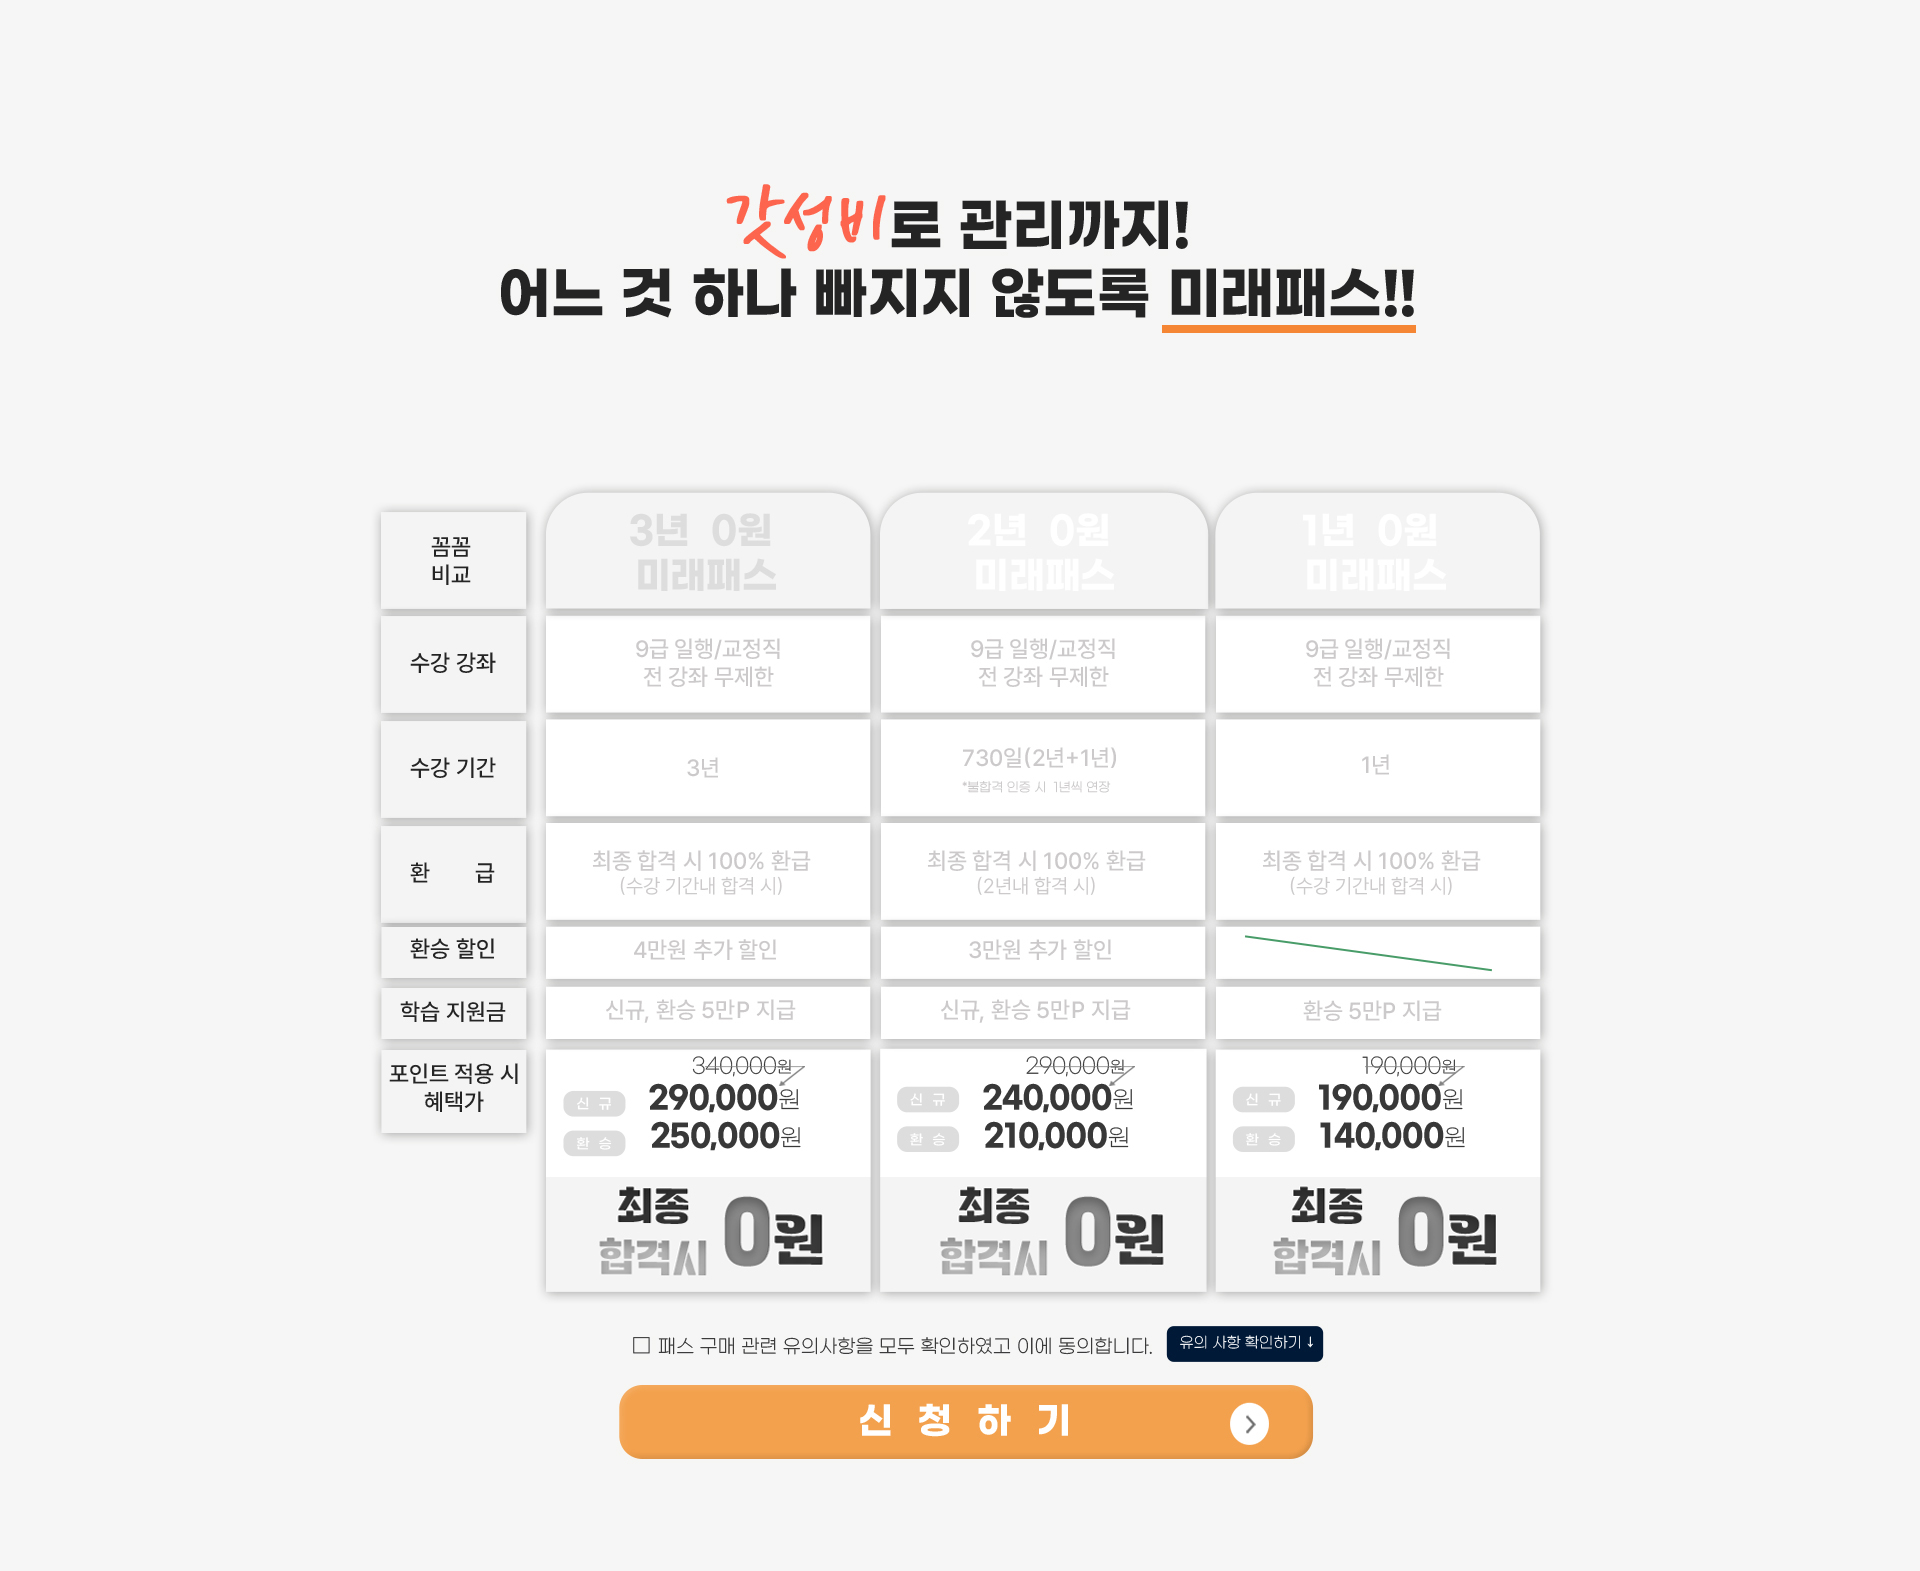 갓성비로 관리까지!
어느 것 하나 빠지지 않도록 미래패스!!
꼼꼼
비교
3년 0원
미래패스
2년 0원
미래패스
1년 0원
미래패스
수강 강좌
9급 일행/교정직
전 강좌 무제한
9급 일행/교정직
전 강좌 무제한
9급 일행/교정직
전 강좌 무제한
수강 기간
3년
730일(2년+1년)
*불합격 인증 시 1년씩 연장
1년
환 급
최종 합격 시 100% 환급
(수강 기간내 합격 시)
최종 합격 시 100% 환급
(2년내 합격 시)
최종 합격 시 100% 환급
(수강 기간내 합격 시)
환승 할인
4만원 추가 할인
3만원 추가 할인
학습 지원금
신규, 환승 5만P 지급
신규, 환승 5만P 지급
환승 5만P 지급
포인트 적용 시
혜택가
340,000원
신 규 290,000원
환 승 250,000원
290,000원
신 규 240,000원
환 승 210,000원
190,000원
신 규 190,000원
환 승 140,000원
최종
합격시 0원
최종
합격시 0원
최종
합격시 0원
☐ 패스 구매 관련 유의사항을 모두 확인하였고 이에 동의합니다.
유의 사항 확인하기 ↓
신 청 하 기